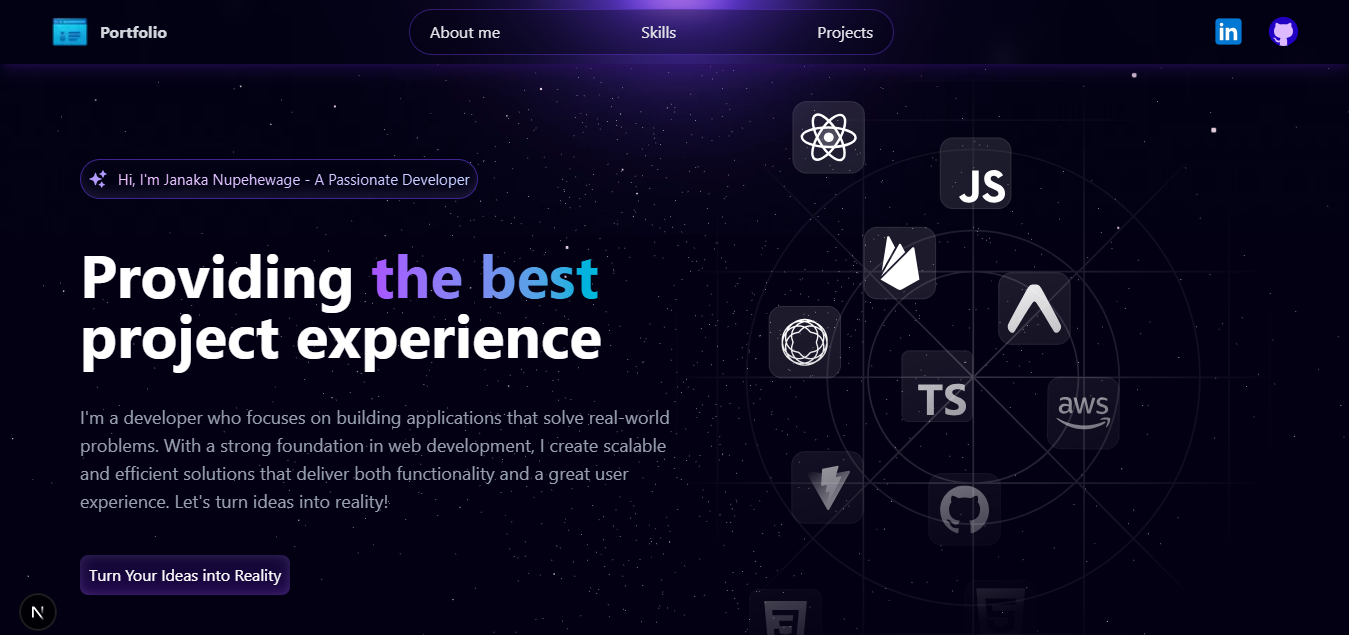 Portfolio
About me
Skills
Projects
in
Hi, I'm Janaka Nupehewage - A Passionate Developer
Providing the best
project experience
I'm a developer who focuses on building applications that solve real-world
problems. With a strong foundation in web development, I create scalable
and efficient solutions that deliver both functionality and a great user
experience. Let's turn ideas into reality!
Turn Your Ideas into Reality
N
JS
TS
aws